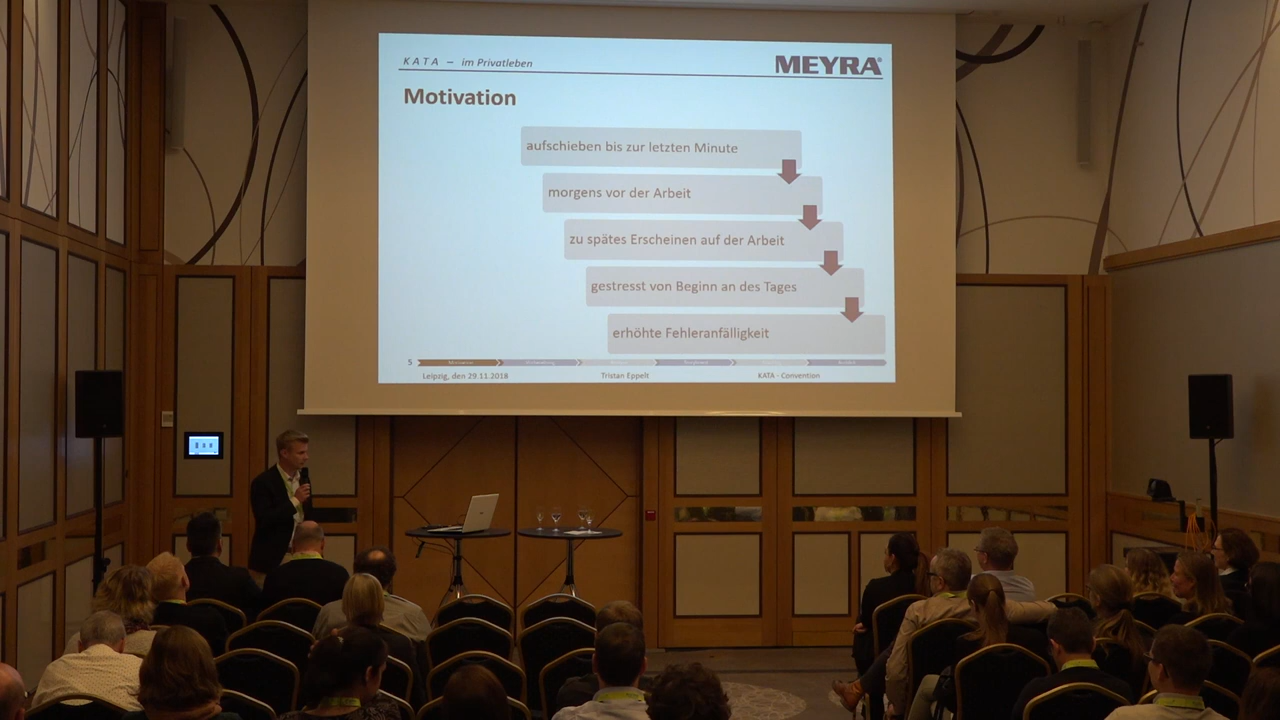 KATA – im Privatleben
MEYRA®
Motivation
aufschieben bis zur letzten Minute
morgens vor der Arbeit
zu spätes Erscheinen auf der Arbeit
gestresst von Beginn an des Tages
erhöhte Fehleranfälligkeit
5
Motivation
Leipzig, den 29.11.2018
Tristan Eppelt
KATA - Convention